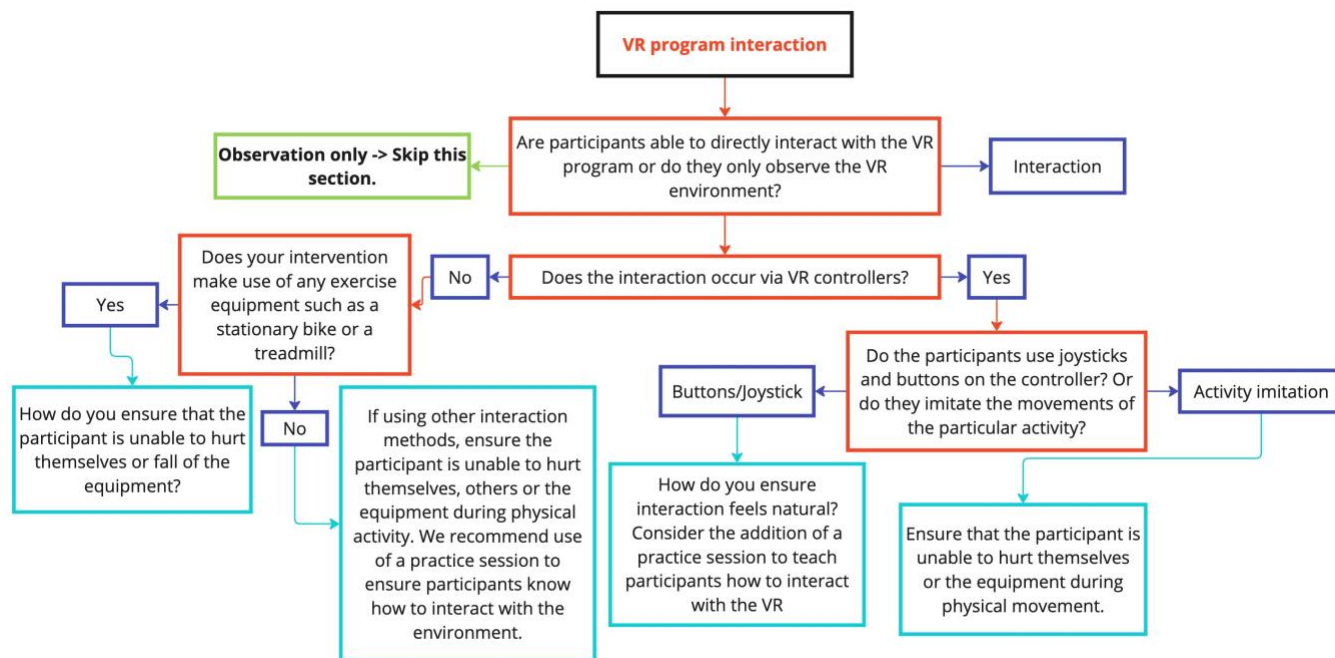 VR program interaction
Are participants able to directly interact with the VR
program or do they only observe the VR
environment?
Observation only -> Skip this
section.
Interaction
Does the interaction occur via VR controllers?
No
Yes
Does your intervention
make use of any exercise
equipment such as a
stationary bike or a
treadmill?
Yes
No
How do you ensure that the
participant is unable to hurt
themselves or fall of the
equipment?
If using other interaction
methods, ensure the
participant is unable to hurt
themselves, others or the
equipment during physical
activity. We recommend use
of a practice session to
ensure participants know
how to interact with the
environment.
Do the participants use joysticks
and buttons on the controller? Or
do they imitate the movements of
the particular activity?
Buttons/Joystick
Activity imitation
How do you ensure
interaction feels natural?
Consider the addition of a
practice session to teach
participants how to interact
with the VR
Ensure that the participant is
unable to hurt themselves
or the equipment during
physical movement.